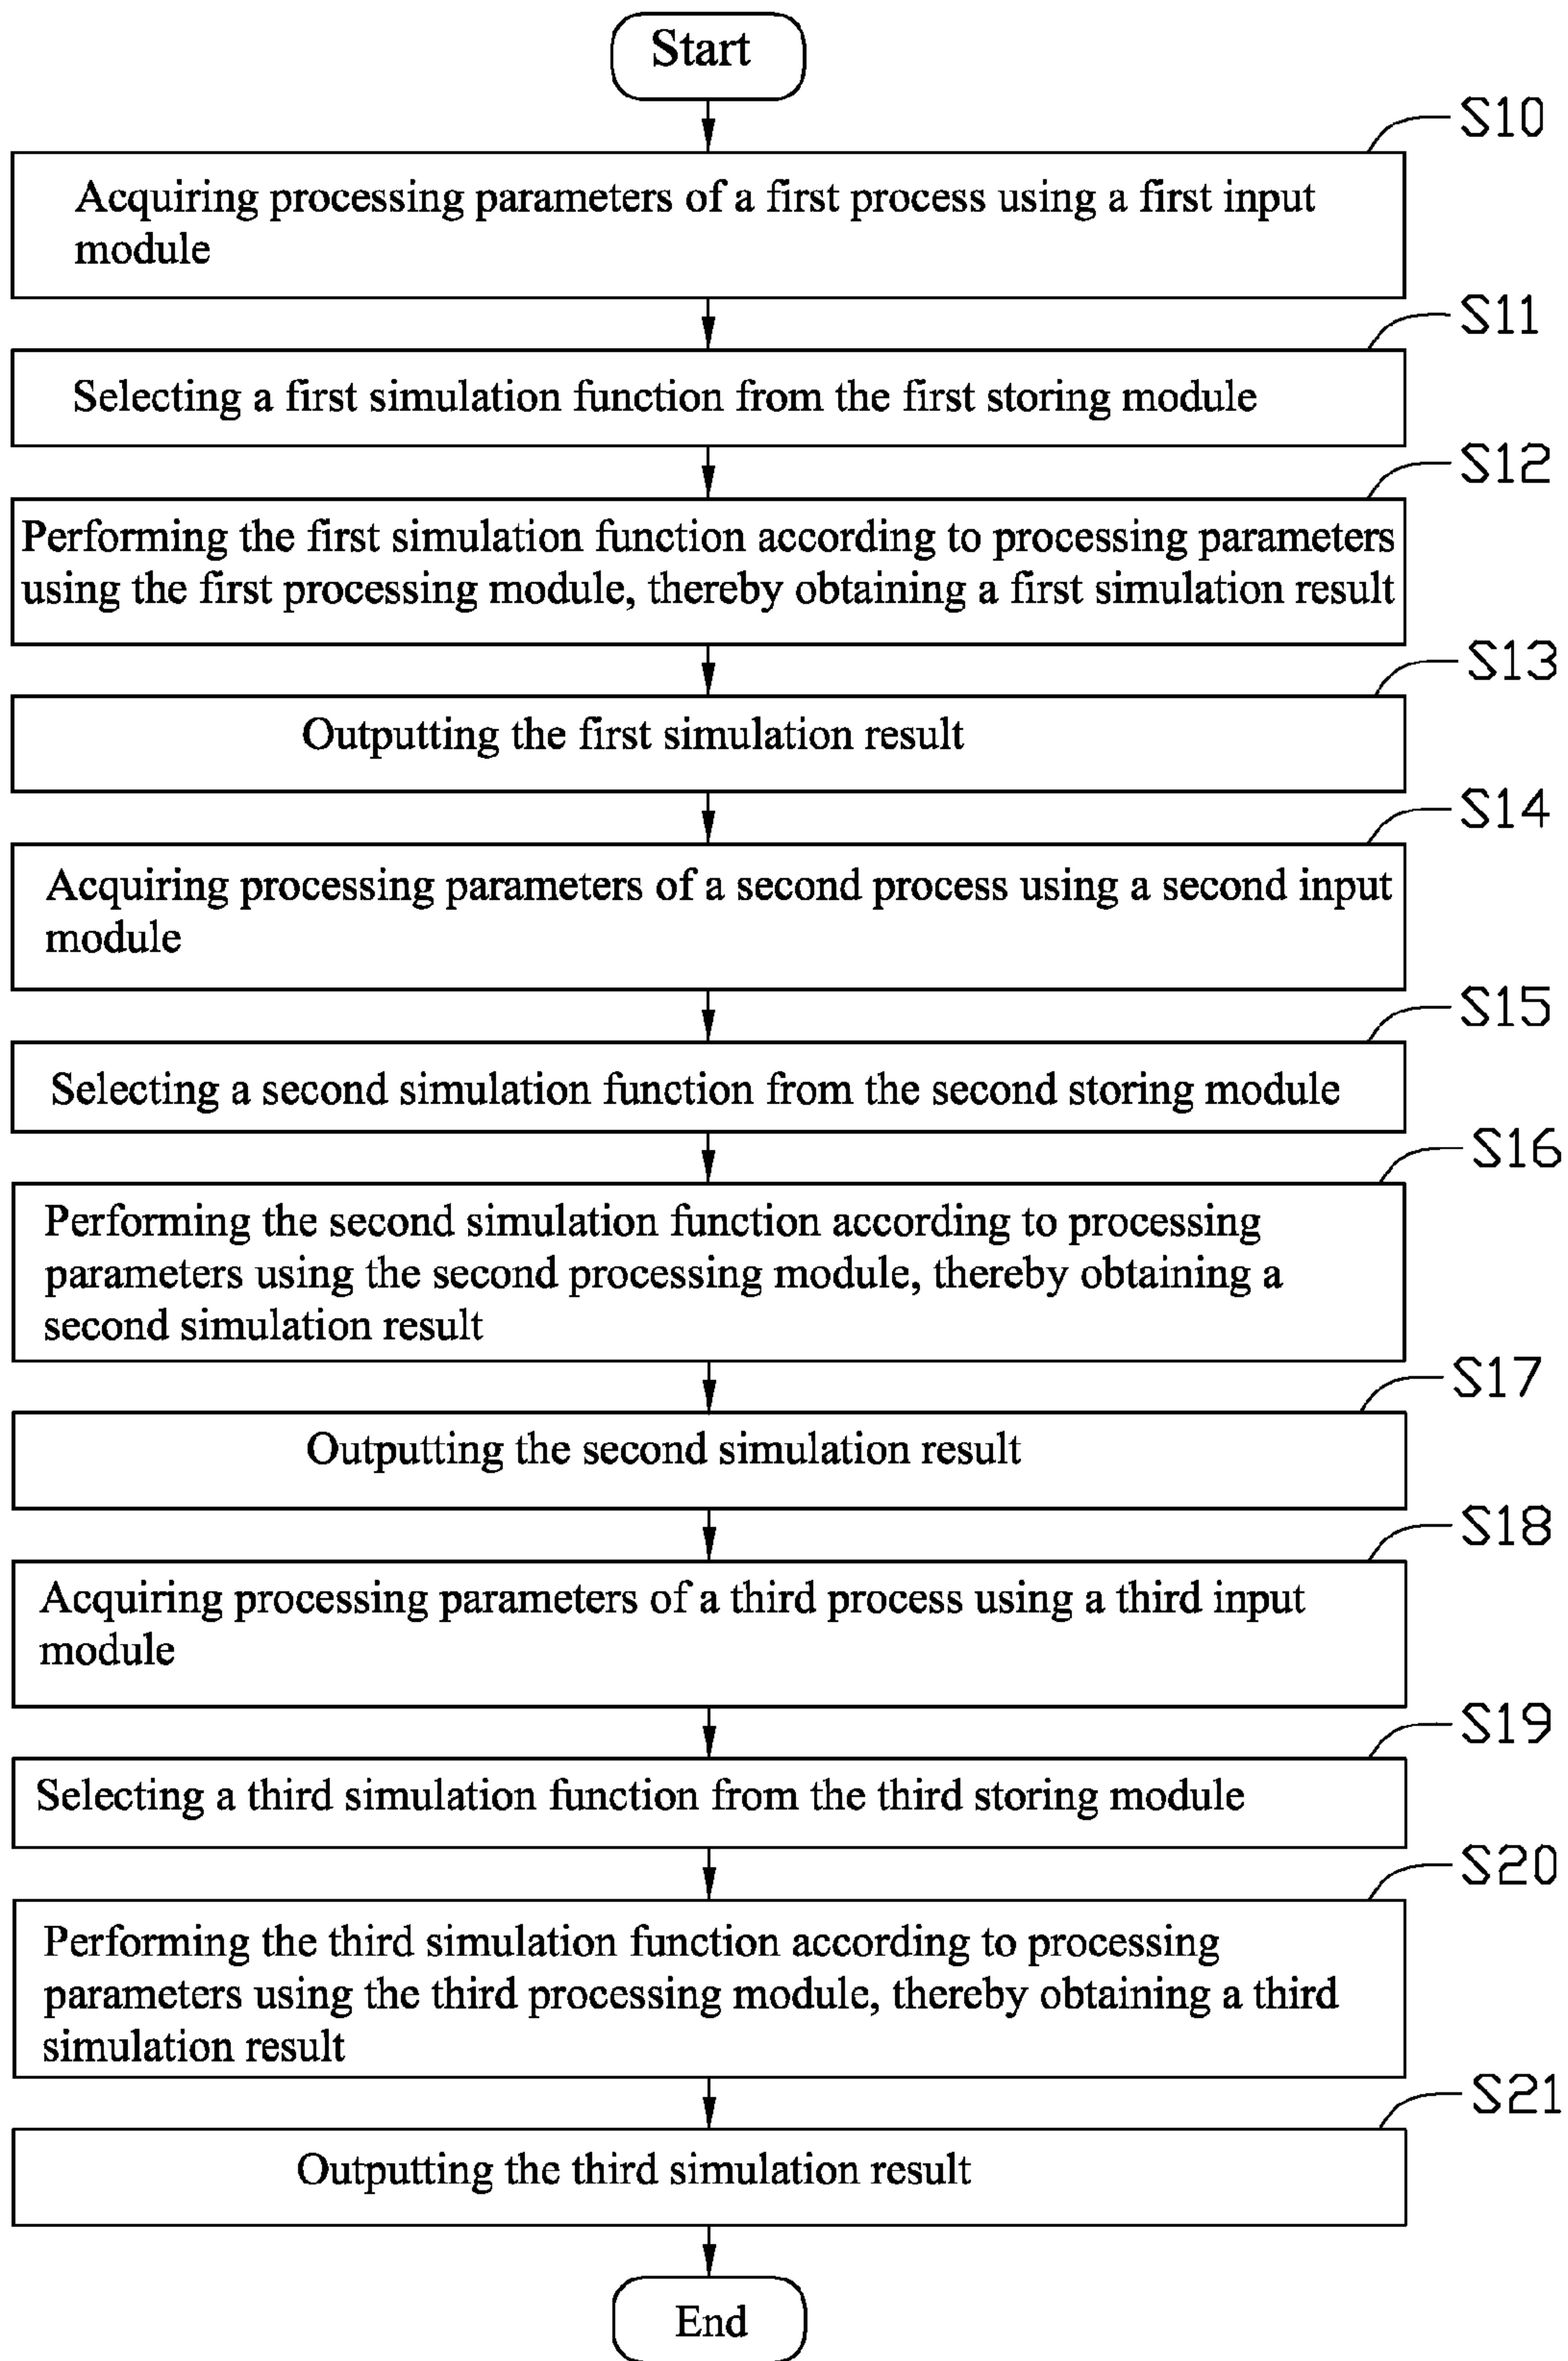 Start
S10
Acquiring processing parameters of a first process using a first input
module
S11
Selecting a first simulation function from the first storing module
S12
Performing the first simulation function according to processing parameters
using the first processing module, thereby obtaining a first simulation result
S13
Outputting the first simulation result
S14
Acquiring processing parameters of a second process using a second input
module
S15
Selecting a second simulation function from the second storing module
S16
Performing the second simulation function according to processing
parameters using the second processing module, thereby obtaining a
second simulation result
S17
Outputting the second simulation result
S18
Acquiring processing parameters of a third process using a third input
module
S19
Selecting a third simulation function from the third storing module
S20
Performing the third simulation function according to processing
parameters using the third processing module, thereby obtaining a third
simulation result
S21
Outputting the third simulation result
End